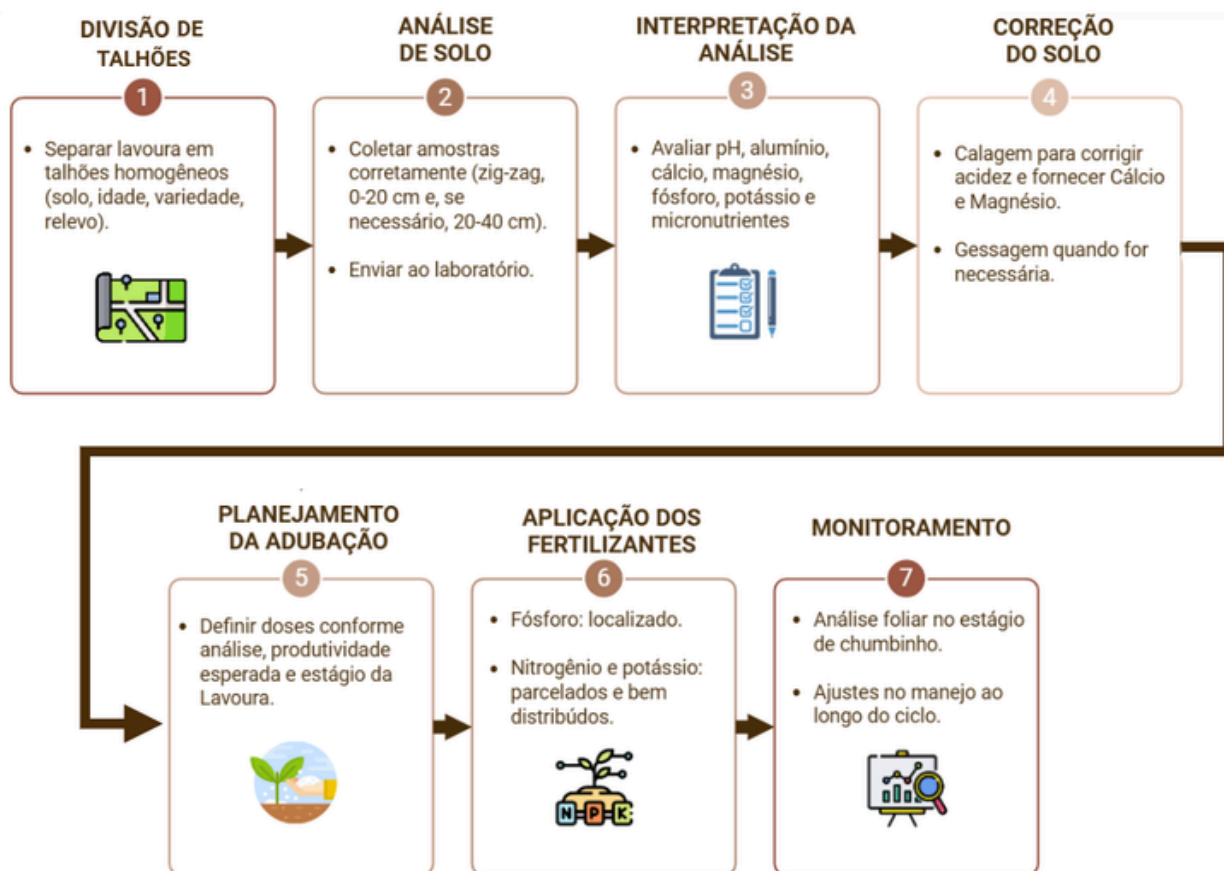 DIVISÃO DE
TALHÕES
1
• Separar lavoura em
talhões homogêneos
(solo, idade, variedade,
relevo).
ANÁLISE
DE SOLO
2
• Coletar amostras
corretamente (zig-zag,
0-20 cm e, se
necessário, 20-40 cm).
• Enviar ao laboratório.
INTERPRETAÇÃO DA
ANÁLISE
3
• Avaliar pH, alumínio,
cálcio, magnésio,
fósforo, potássio e
micronutrientes
CORREÇÃO
DO SOLO
4
• Calagem para corrigir
acidez e fornecer Cálcio
e Magnésio.
• Gessagem quando for
necessária.
PLANEJAMENTO
DA ADUBAÇÃO
5
• Definir doses conforme
análise, produtividade
esperada e estágio da
Lavoura.
APLICAÇÃO DOS
FERTILIZANTES
6
• Fósforo: localizado.
• Nitrogênio e potássio:
parcelados e bem
distribúdos.
N P K
MONITORAMENTO
7
• Análise foliar no estágio
de chumbinho.
• Ajustes no manejo ao
longo do ciclo.